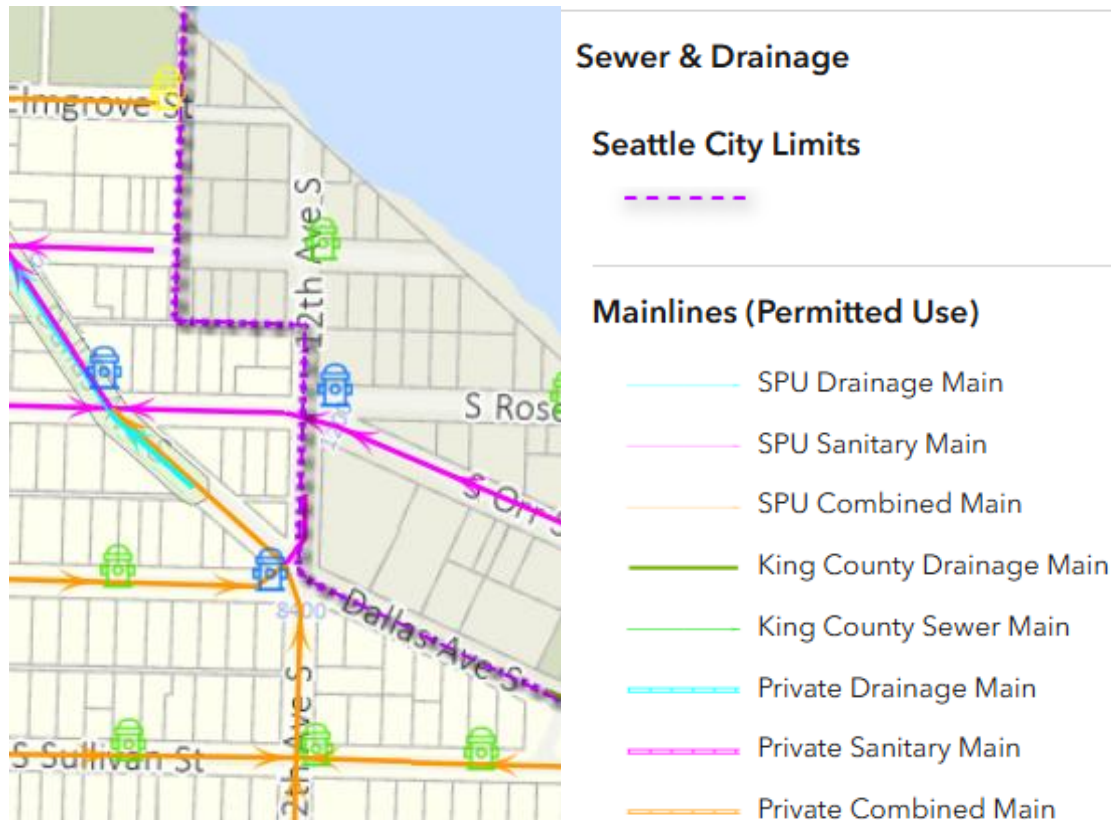 Elmgrove St
12th Ave S
S Rose
S Orr S
8400
Dallas Ave S
2th Ave S
S Sullivan St
Sewer & Drainage
Seattle City Limits
Mainlines (Permitted Use)
SPU Drainage Main
SPU Sanitary Main
SPU Combined Main
King County Drainage Main
King County Sewer Main
Private Drainage Main
Private Sanitary Main
Private Combined Main